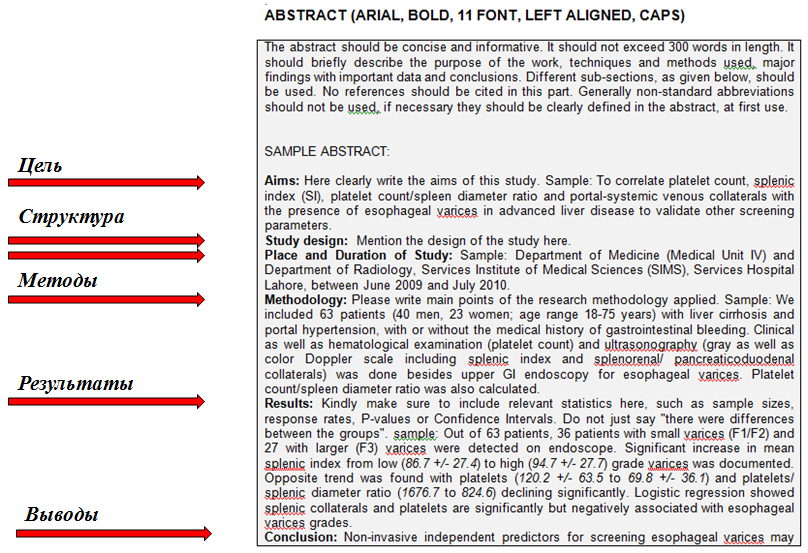 ABSTRACT (ARIAL, BOLD, 11 FONT, LEFT ALIGNED, CAPS)
The abstract should be concise and informative. It should not exceed 300 words in length. It
should briefly describe the purpose of the work, techniques and methods used, major
findings with important data and conclusions. Different sub-sections, as given below, should
be used. No references should be cited in this part. Generally non-standard abbreviations
should not be used, if necessary they should be clearly defined in the abstract, at first use.
SAMPLE ABSTRACT:
Цель
Aims: Here clearly write the aims of this study. Sample: To correlate platelet count, splenic
index (SI), platelet count/spleen diameter ratio and portal-systemic venous collaterals with
the presence of esophageal varices in advanced liver disease to validate other screening
parameters.
Структура
Study design: Mention the design of the study here.
Place and Duration of Study: Sample: Department of Medicine (Medical Unit IV) and
Department of Radiology, Services Institute of Medical Sciences (SIMS), Services Hospital
Lahore, between June 2009 and July 2010.
Методы
Methodology: Please write main points of the research methodology applied. Sample: We
included 63 patients (40 men, 23 women; age range 18-75 years) with liver cirrhosis and
portal hypertension, with or without the medical history of gastrointestinal bleeding. Clinical
as well as hematological examination (platelet count) and ultrasonography (gray as well as
color Doppler scale including splenic index and splenorenal/ pancreaticoduodenal
collaterals) was done besides upper GI endoscopy for esophageal varices. Platelet
count/spleen diameter ratio was also calculated.
Результаты
Results: Kindly make sure to include relevant statistics here, such as sample sizes,
response rates, P-values or Confidence Intervals. Do not just say "there were differences
between the groups". sample: Out of 63 patients, 36 patients with small varices (F1/F2) and
27 with larger (F3) varices were detected on endoscope. Significant increase in mean
splenic index from low (86.7 +/- 27.4) to high (94.7 +/- 27.7) grade varices was documented.
Opposite trend was found with platelets (120.2 +/- 63.5 to 69.8 +/- 36.1) and platelets/
splenic diameter ratio (1676.7 to 824.6) declining significantly. Logistic regression showed
splenic collaterals and platelets are significantly but negatively associated with esophageal
varices grades.
Выводы
Conclusion: Non-invasive independent predictors for screening esophageal varices may